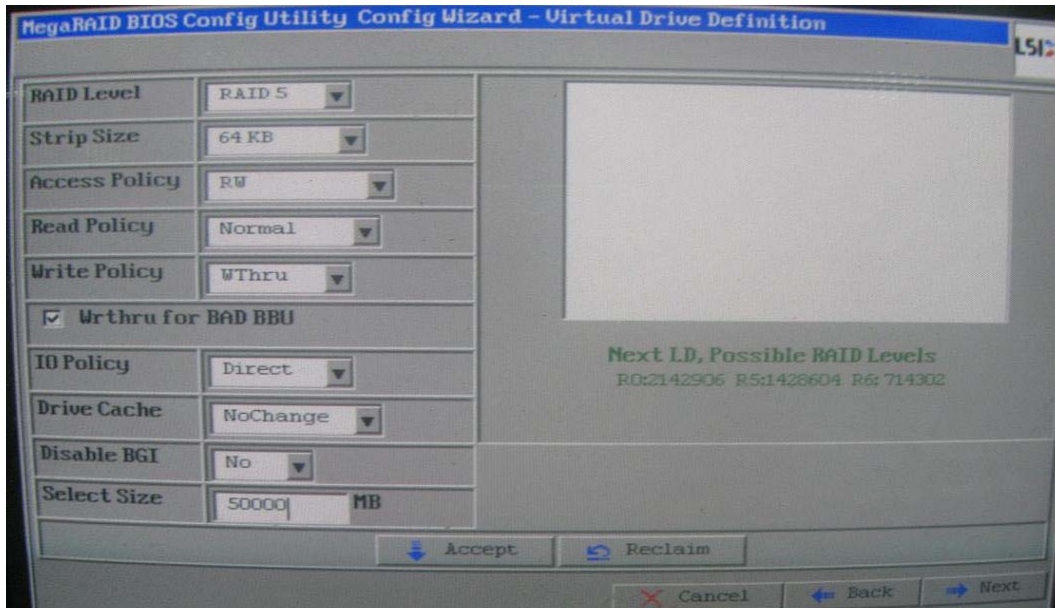 MegaRAID BIOS Config Utility Config Wizard - Virtual Drive Definition
LSI
RAID Level RAID 5
Strip Size 64 KB
Access Policy RW
Read Policy Normal
Write Policy WThru
Wrthru for BAD BBU
IO Policy Direct
Drive Cache NoChange
Disable BGI No
Select Size 50000 MB
Next LD, Possible RAID Levels
R0:2142906 R5:1428604 R6: 714302
Accept Reclaim
Cancel Back Next